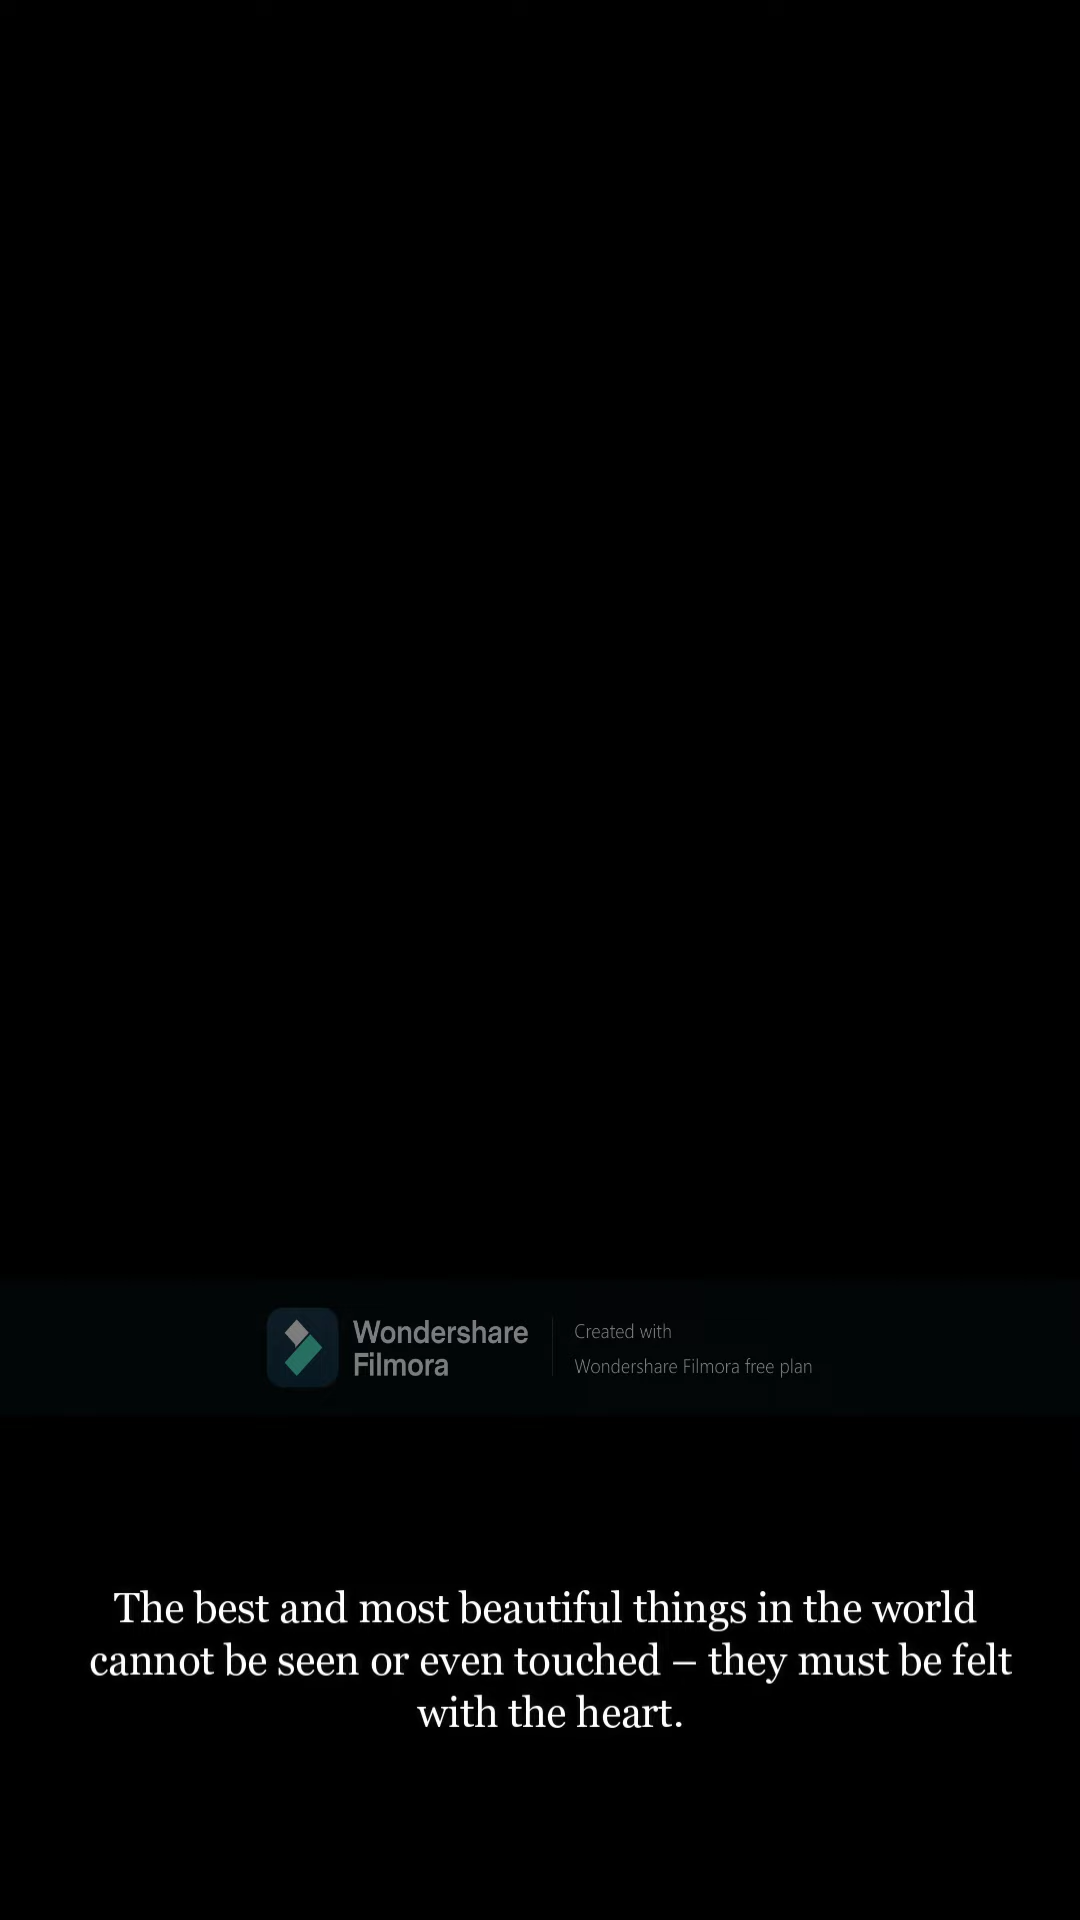 Wondershare
Filmora
Created with
Wondershare Filmora free plan
The best and most beautiful things in the world
cannot be seen or even touched – they must be felt
with the heart.